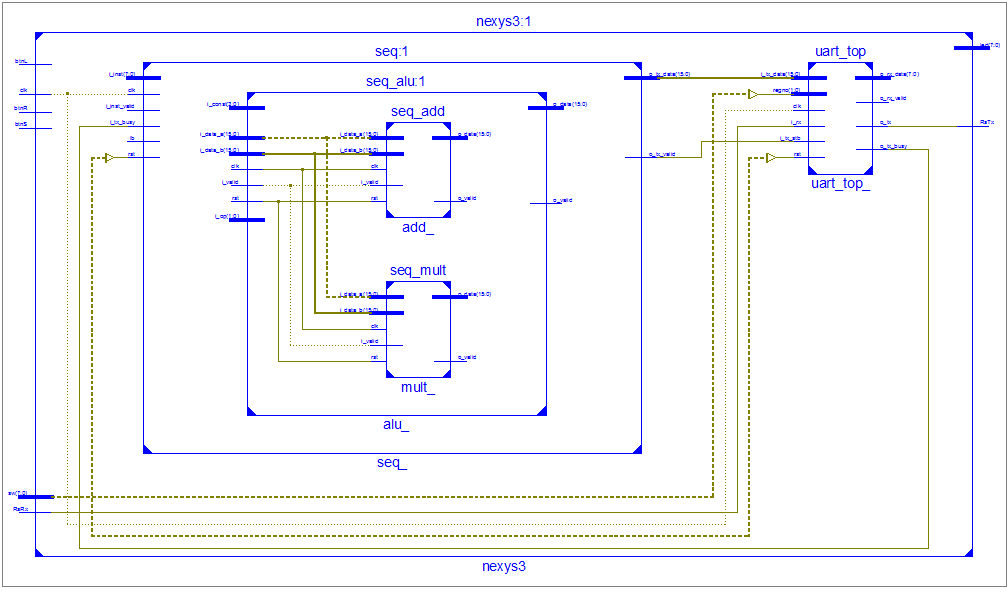 nexys3:1
seq:1
uart_top
seq_alu:1
seq_add
btnL
clk
btnR
btnS
i_inst(7:0)
clk
i_inst_valid
i_tx_busy
rst
i_const(3:0)
i_data_a(15:0)
i_data_b(15:0)
clk
i_valid
rst
i_op(1:0)
i_data_a(15:0)
i_data_b(15:0)
clk
i_valid
rst
o_data(15:0)
o_valid
add_
o_data(15:0)
o_valid
o_tx_data(15:0)
o_tx_valid
i_tx_data(15:0)
regno(1:0)
clk
i_rx
i_tx_stb
rst
o_rx_data(7:0)
o_rx_valid
o_tx
o_tx_busy
uart_top_
led(7:0)
RsTx
seq_mult
i_data_a(15:0)
i_data_b(15:0)
clk
i_valid
rst
o_data(15:0)
o_valid
mult_
alu_
seq_
sw(7:0)
RsRx
nexys3